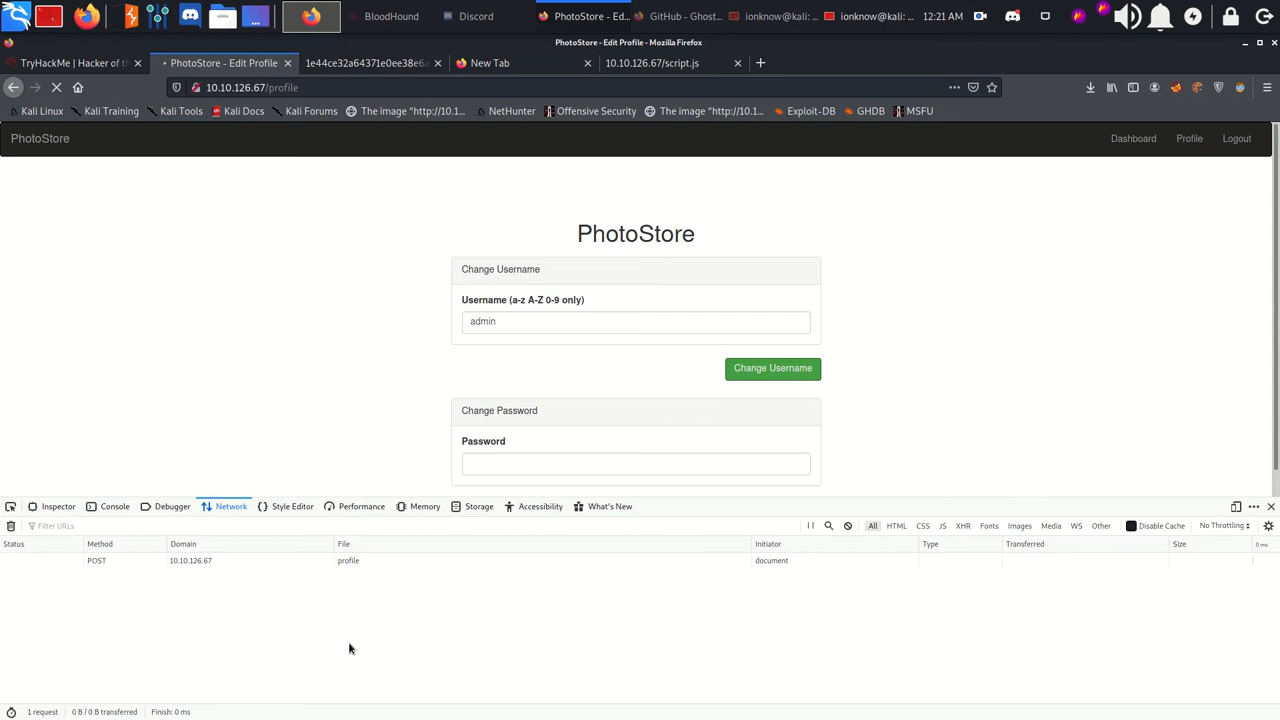 BloodHound
Discord
PhotoStore - Ed...
GitHub - Ghost...
ionknow@kali: ...
ionknow@kali: ...
12:21 AM
PhotoStore - Edit Profile - Mozilla Firefox
TryHackMe | Hacker of th
PhotoStore - Edit Profile
1e44ce32a64371e0ee38e6a
New Tab
10.10.126.67/script.js
10.10.126.67/profile
Kali Linux
Kali Training
Kali Tools
Kali Forums
The image "http://10.1...
NetHunter
Offensive Security
The image "http://10.1...
Exploit-DB
GHDB
MSFU
Kali Docs
PhotoStore
Dashboard
Profile
Logout
PhotoStore
Change Username
Username (a-z A-Z 0-9 only)
admin
Change Username
Change Password
Password
Inspector
Console
Debugger
Network
Style Editor
Performance
Memory
Storage
Accessibility
What's New
Filter URLs
All
HTML
CSS
JS
XHR
Fonts
Images
Media
WS
Other
Disable Cache
No Throttling
Status
Method
Domain
File
Initiator
Type
Transferred
Size
0 ms
POST
10.10.126.67
profile
document
1 request
0 B / 0 B transferred
Finish: 0 ms